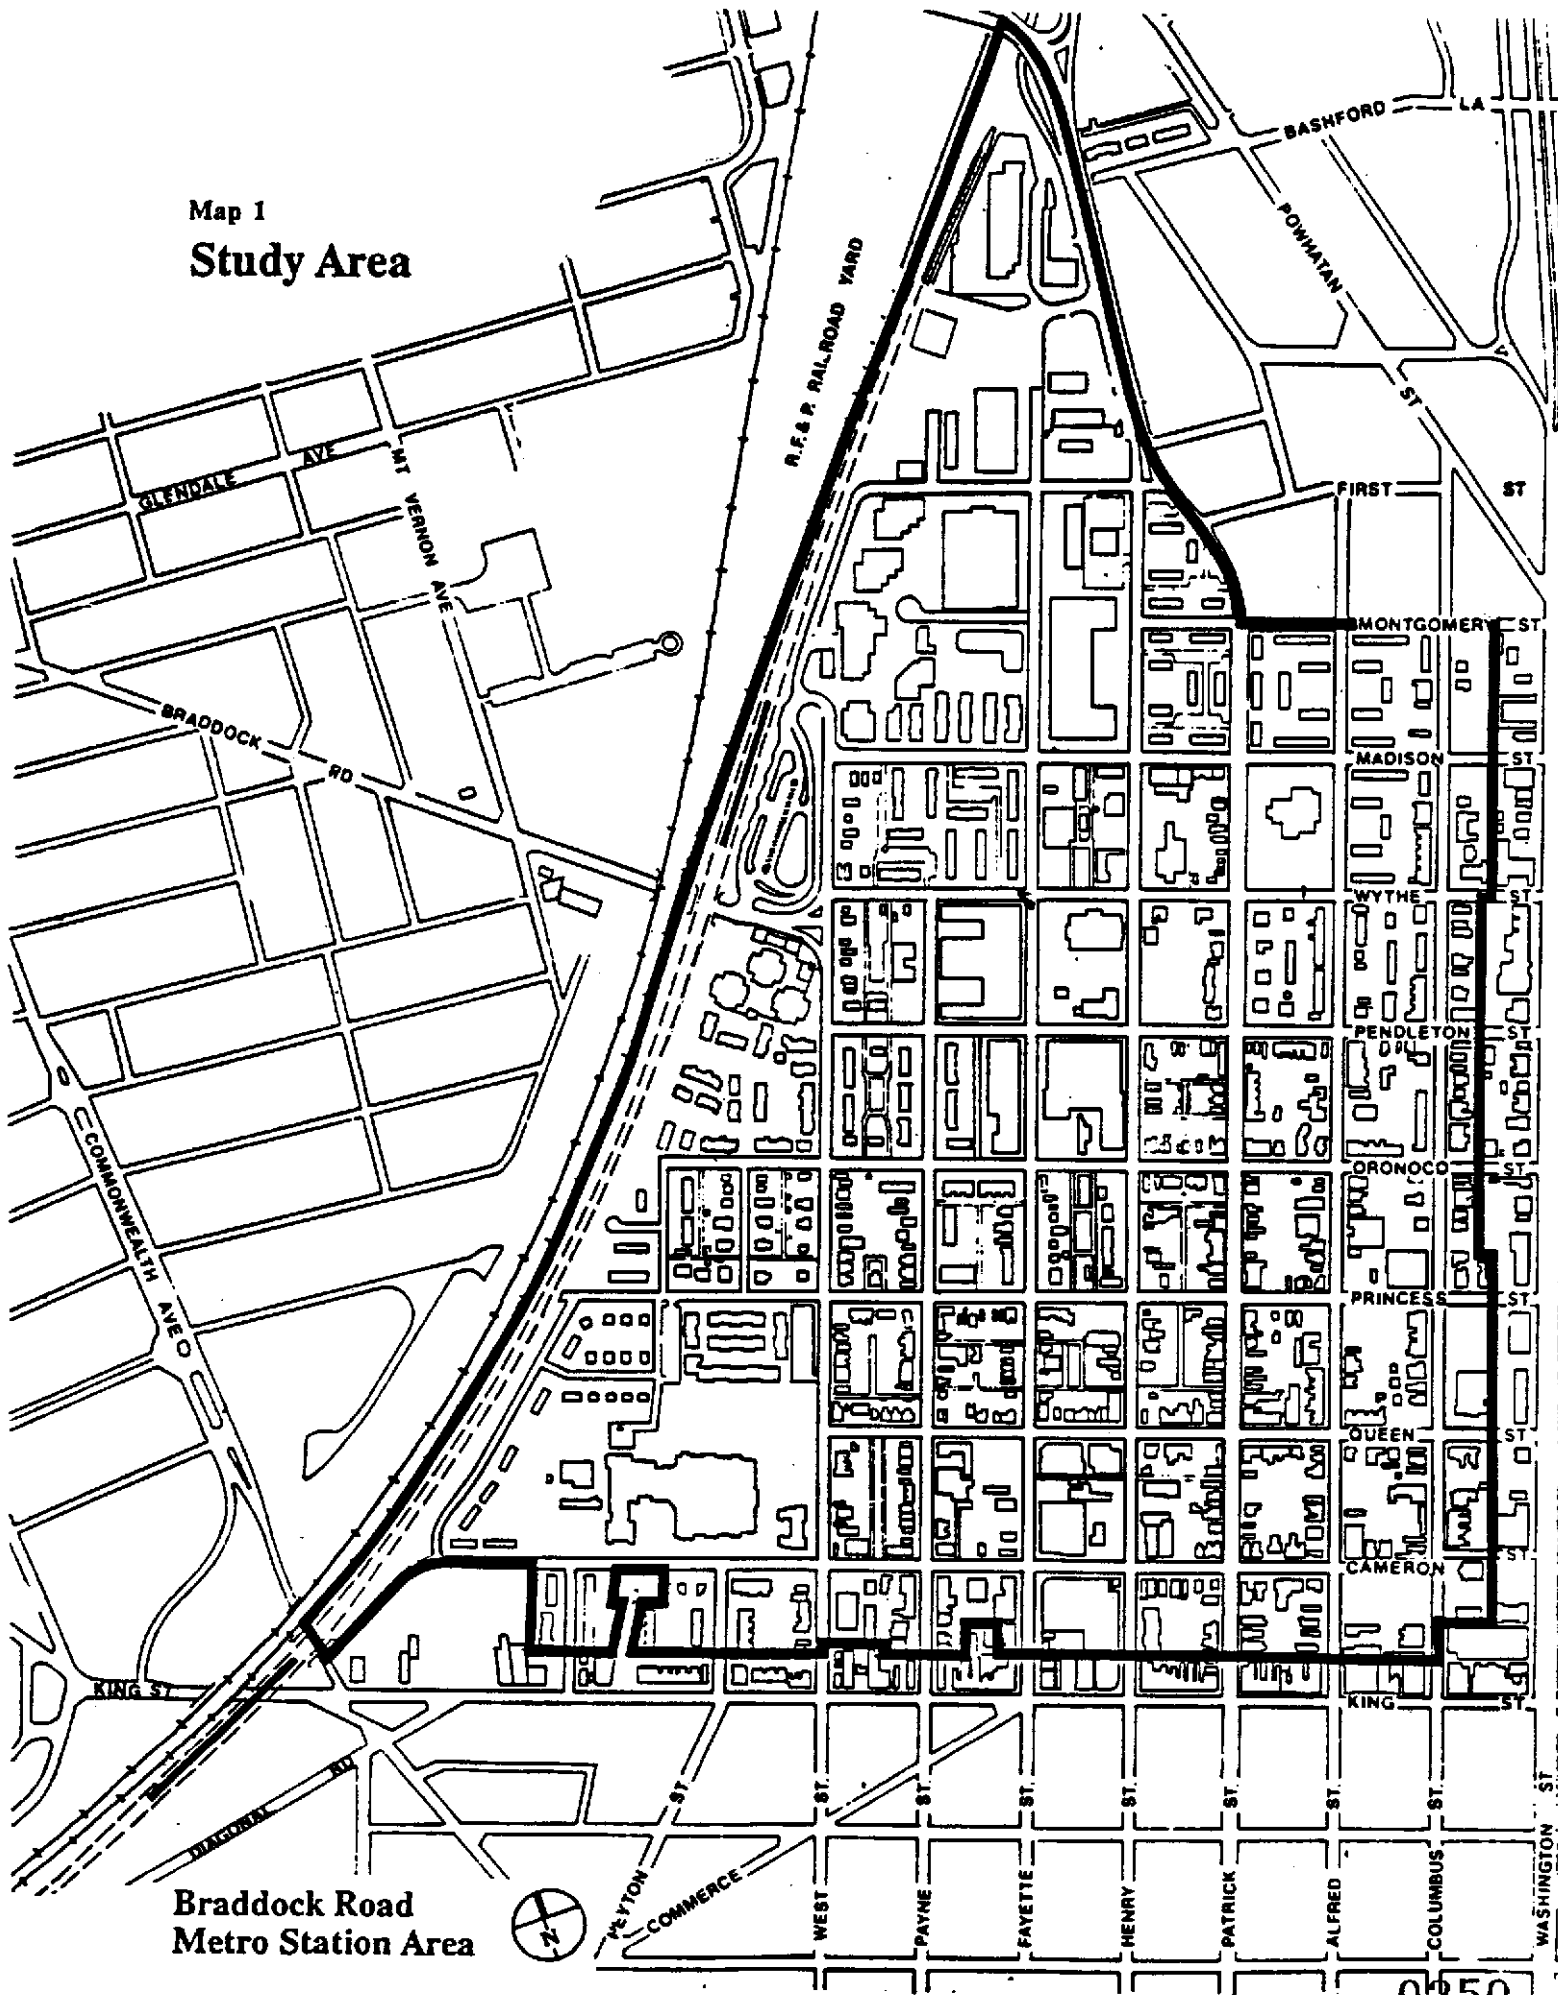 Map 1
Study Area
BASHFORD LA
POWHATAN ST
R.F.& P. RAILROAD YARD
GLENDALE AVE
MT VERNON AVE
FIRST ST
MONTGOMERY ST
BRADDOCK RD
MADISON ST
WYTHE ST
PENDLETON ST
COMMONWEALTH AVE
ORONOCO ST
PRINCESS ST
QUEEN ST
CAMERON ST
KING ST
KING ST
DIAGONAL RD
PEYTON ST
COMMERCE
WEST ST.
PAYNE ST.
FAYETTE ST.
HENRY ST.
PATRICK ST.
ALFRED ST.
COLUMBUS ST.
WASHINGTON ST
Braddock Road
Metro Station Area
N